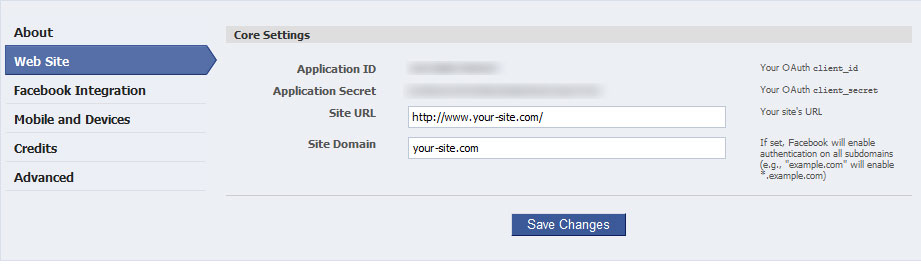 About
Web Site
Facebook Integration
Mobile and Devices
Credits
Advanced
Core Settings
Application ID
Your OAuth client_id
Application Secret
Your OAuth client_secret
Site URL
http://www.your-site.com/
Your site's URL
Site Domain
your-site.com
If set, Facebook will enable
authentication on all subdomains
(e.g., "example.com" will enable
*.example.com)
Save Changes